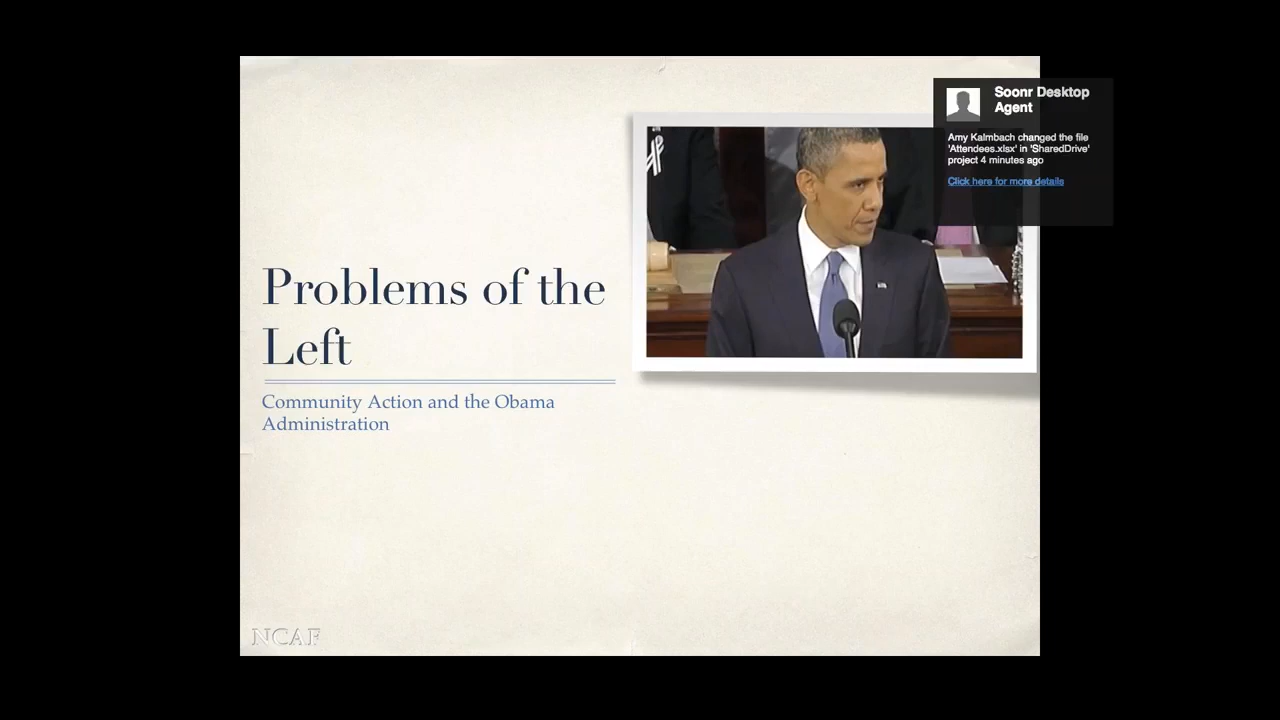 Problems of the
Left
Community Action and the Obama
Administration
NCAF
Soonr Desktop
Agent
Amy Kalmbach changed the file
'Attendees.xlsx' in 'SharedDrive'
project 4 minutes ago
Click here for more details